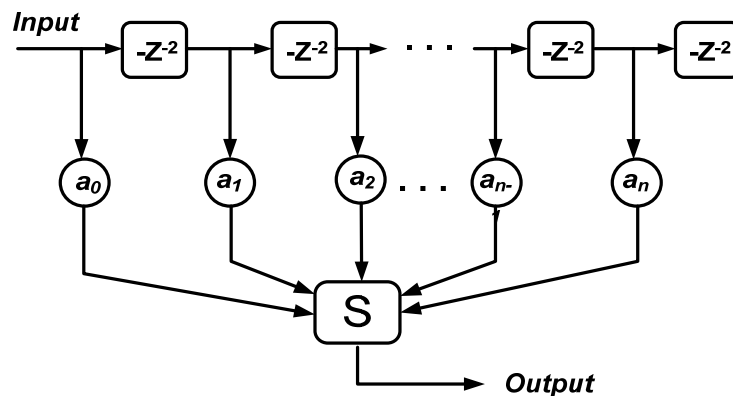 Input
-Z⁻² -Z⁻² . . . -Z⁻² -Z⁻²
a₀ a₁ a₂ . . . aₙ₋₁ aₙ
S
Output